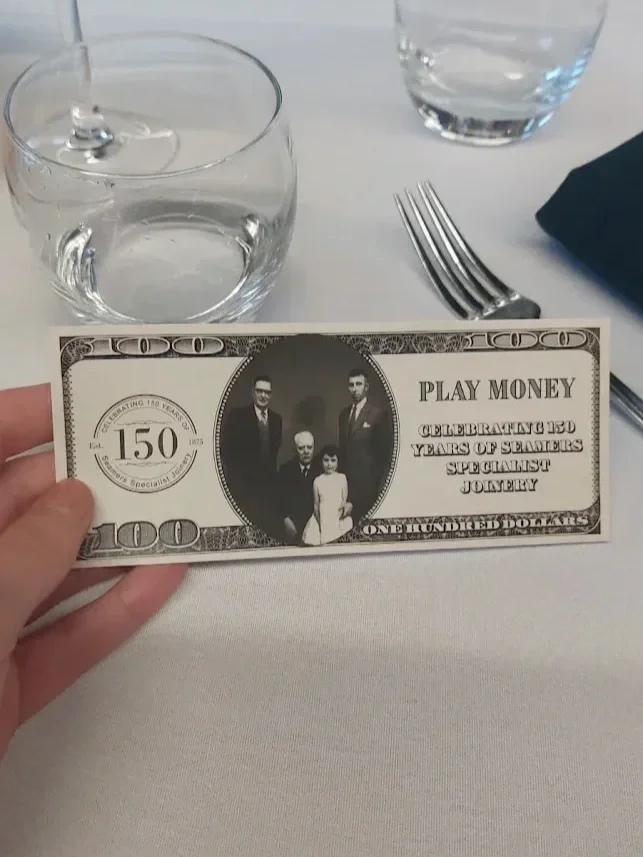 100
100
CELEBRATING 150 YEARS OF
Est. 150 1875
Seamers Specialist Joinery
PLAY MONEY
CELEBRATING 150
YEARS OF SEAMERS
SPECIALIST
JOINERY
100
ONE HUNDRED DOLLARS